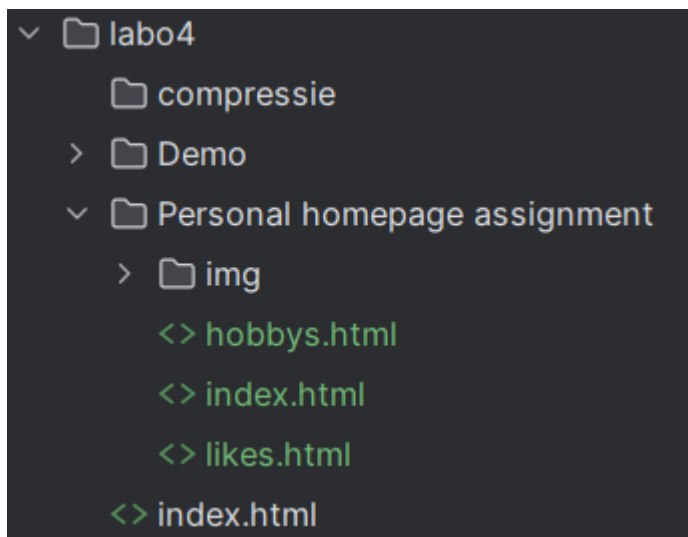 labo4
compressie
Demo
Personal homepage assignment
img
<> hobbys.html
<> index.html
<> likes.html
<> index.html